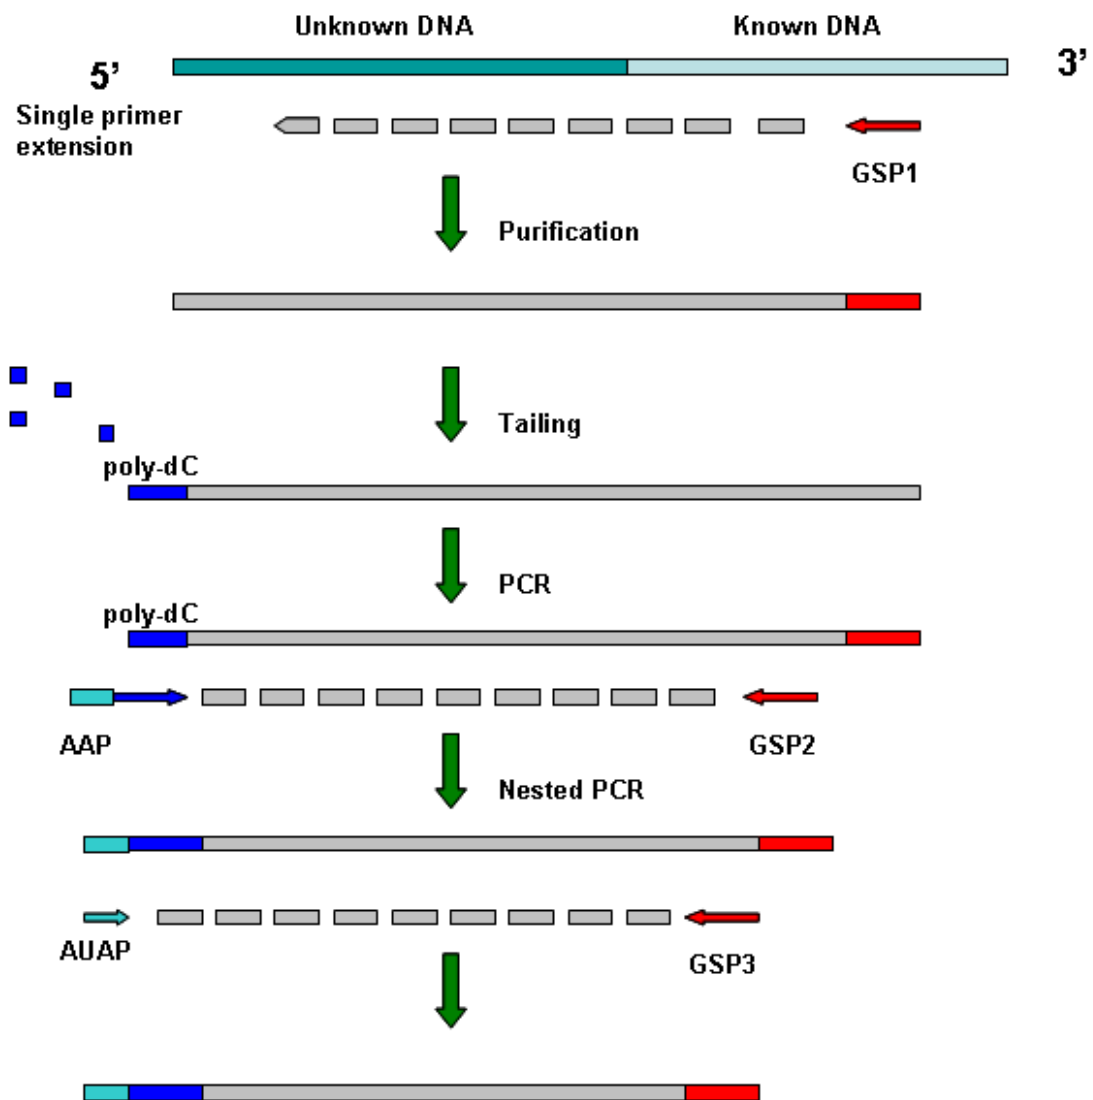 Unknown DNA
Known DNA
5’
3’
Single primer
extension
GSP1
Purification
Tailing
poly-dC
PCR
poly-dC
AAP
GSP2
Nested PCR
AUAP
GSP3